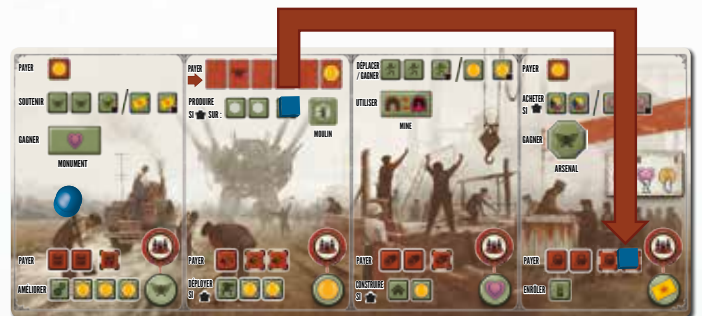 PAYER
SOUTENIR
/
GAGNER
MONUMENT
PAYER
AMÉLIORER
PAYER
PRODUIRE
SI SUR :
MOULIN
PAYER
DÉPLOYER
SI
DÉPLACER
/ GAGNER
/
UTILISER
MINE
PAYER
CONSTRUIRE
SI
PAYER
ACHETER
SI
/
GAGNER
ARSENAL
PAYER
ENRÔLER